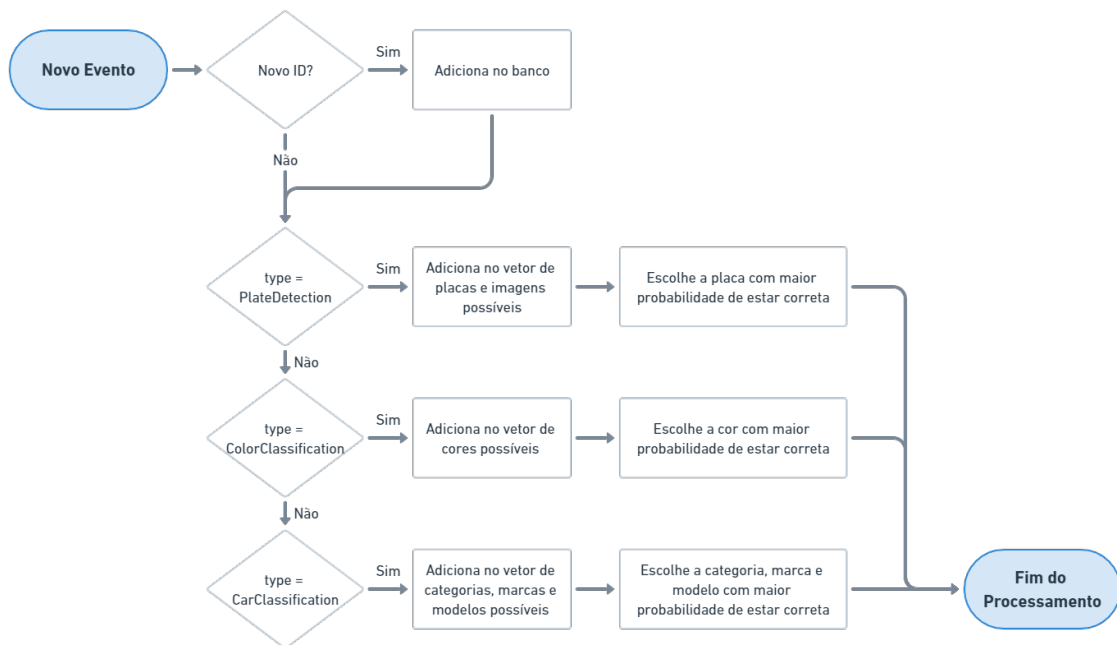 Novo Evento
Novo ID?
Sim
Adiciona no banco
Não
type =
PlateDetection
Sim
Adiciona no vetor de
placas e imagens
possíveis
Escolhe a placa com maior
probabilidade de estar correta
Não
type =
ColorClassification
Sim
Adiciona no vetor de
cores possíveis
Escolhe a cor com maior
probabilidade de estar correta
Não
type =
CarClassification
Sim
Adiciona no vetor de
categorias, marcas e
modelos possíveis
Escolhe a categoria, marca e
modelo com maior
probabilidade de estar correta
Fim do
Processamento